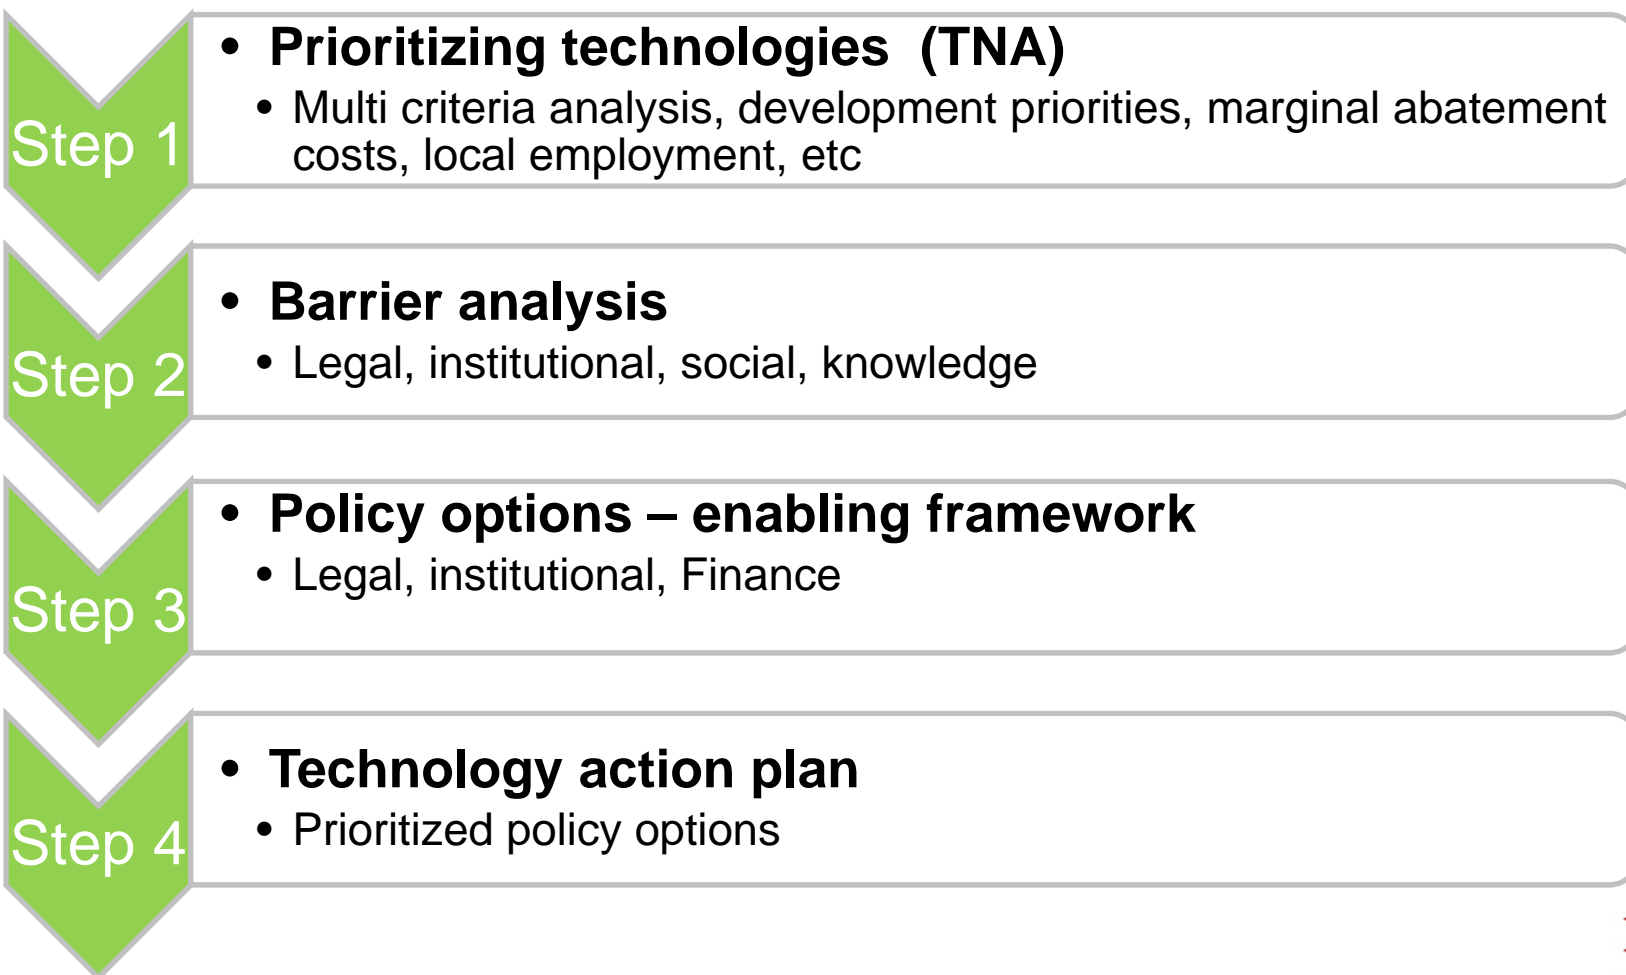 Step 1
• Prioritizing technologies (TNA)
• Multi criteria analysis, development priorities, marginal abatement
costs, local employment, etc
Step 2
• Barrier analysis
• Legal, institutional, social, knowledge
Step 3
• Policy options – enabling framework
• Legal, institutional, Finance
Step 4
• Technology action plan
• Prioritized policy options